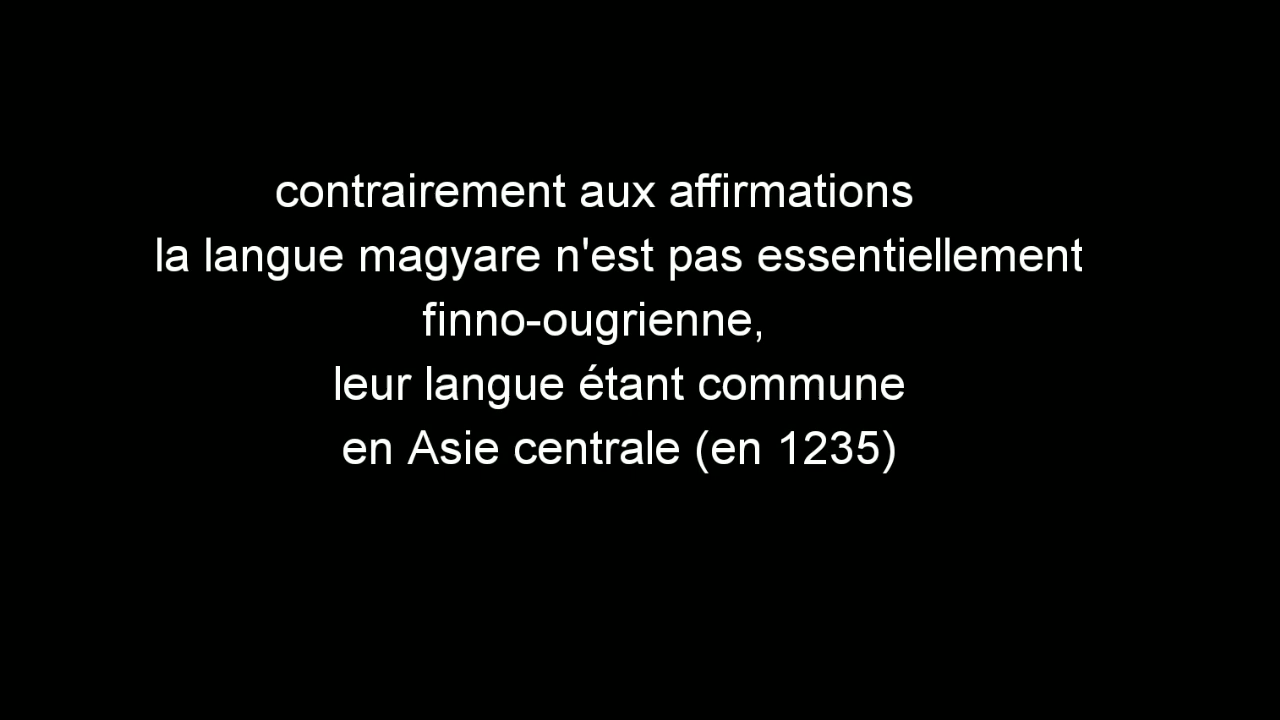 contrairement aux affirmations
la langue magyare n'est pas essentiellement
finno-ougrienne,
leur langue étant commune
en Asie centrale (en 1235)